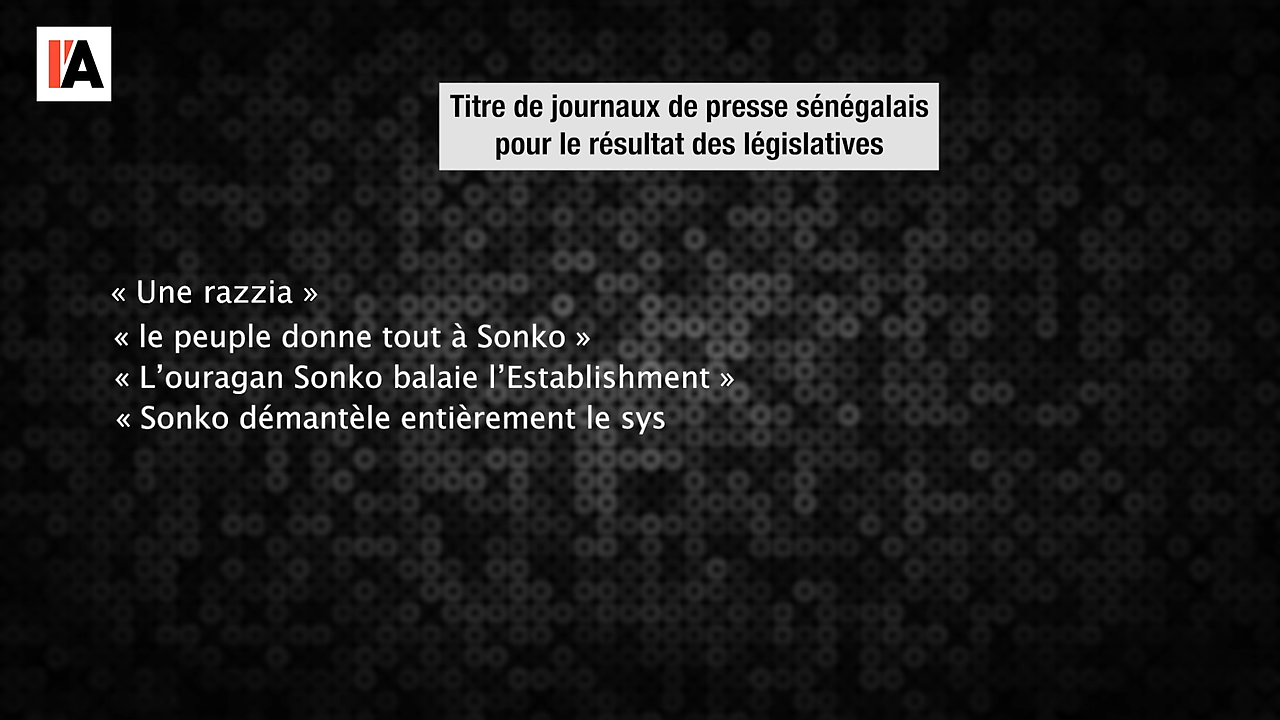 IA
Titre de journaux de presse sénégalais
pour le résultat des législatives
« Une razzia »
« le peuple donne tout à Sonko »
« L’ouragan Sonko balaie l’Establishment »
« Sonko démantèle entièrement le sys